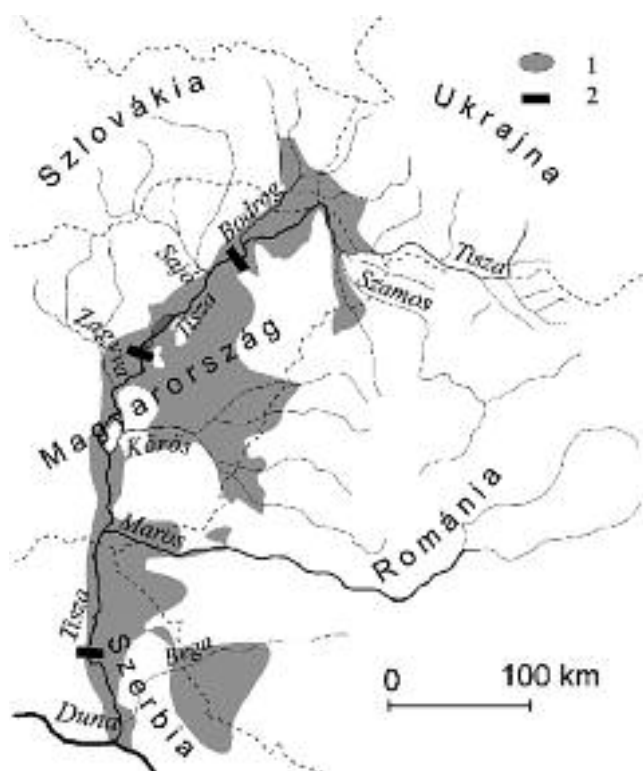 1
2
Szlovákia
Ukrajna
Bodrog
Sajó
Tisza
Tisza
Szamos
Zagyva
Magyarország
Körös
Maros
Románia
Tisza
Szerbia
Bega
Duna
0
100 km